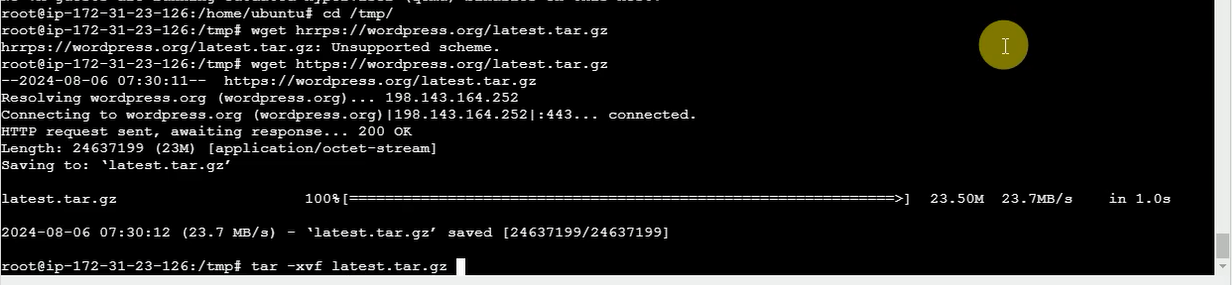 root@ip-172-31-23-126:/home/ubuntu# cd /tmp/
root@ip-172-31-23-126:/tmp# wget hrrps://wordpress.org/latest.tar.gz
hrrps://wordpress.org/latest.tar.gz: Unsupported scheme.
root@ip-172-31-23-126:/tmp# wget https://wordpress.org/latest.tar.gz
--2024-08-06 07:30:11--  https://wordpress.org/latest.tar.gz
Resolving wordpress.org (wordpress.org)... 198.143.164.252
Connecting to wordpress.org (wordpress.org)|198.143.164.252|:443... connected.
HTTP request sent, awaiting response... 200 OK
Length: 24637199 (23M) [application/octet-stream]
Saving to: ‘latest.tar.gz’
latest.tar.gz                     100%[=============================================================>]  23.50M  23.7MB/s    in 1.0s
2024-08-06 07:30:12 (23.7 MB/s) - ‘latest.tar.gz’ saved [24637199/24637199]
root@ip-172-31-23-126:/tmp# tar -xvf latest.tar.gz